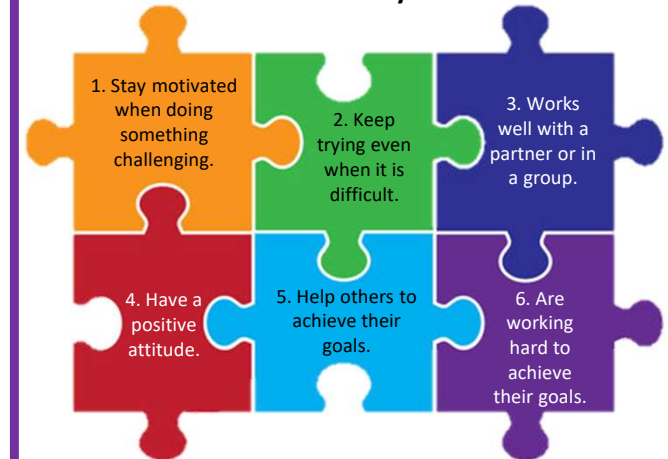 1. Stay motivated
when doing
something
challenging.
2. Keep
trying even
when it is
difficult.
3. Works
well with a
partner or in
a group.
4. Have a
positive
attitude.
5. Help others to
achieve their
goals.
6. Are
working
hard to
achieve
their goals.